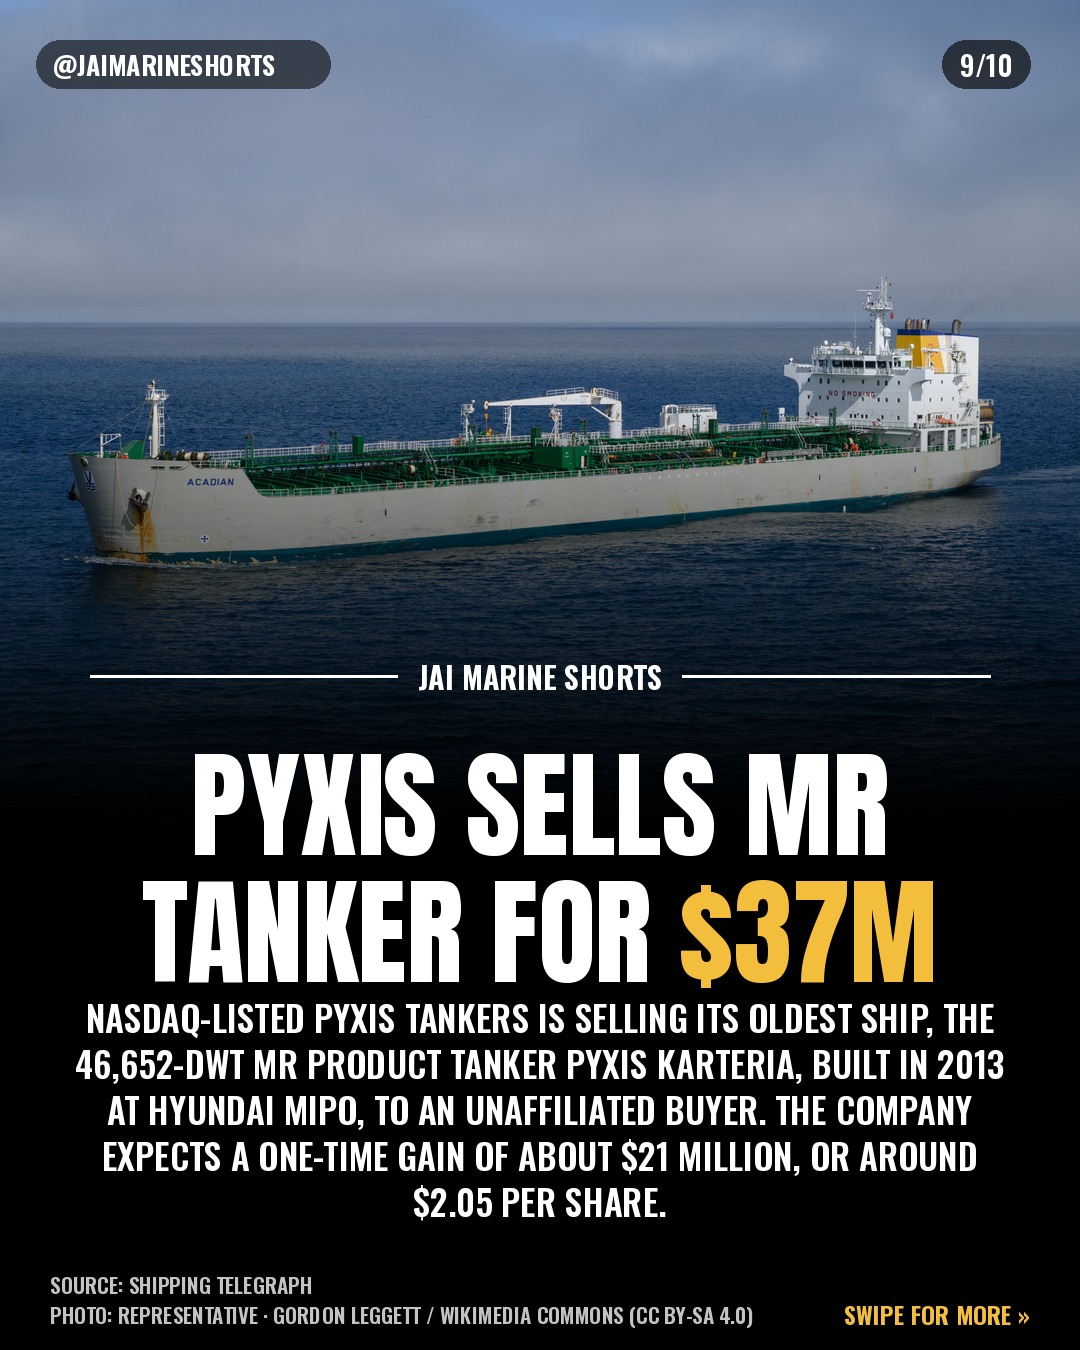 @JAIMARINESHORTS
9/10
NO SMOKING
ACADIAN
JAI MARINE SHORTS
PYXIS SELLS MR
TANKER FOR $37M
NASDAQ-LISTED PYXIS TANKERS IS SELLING ITS OLDEST SHIP, THE
46,652-DWT MR PRODUCT TANKER PYXIS KARTERIA, BUILT IN 2013
AT HYUNDAI MIPO, TO AN UNAFFILIATED BUYER. THE COMPANY
EXPECTS A ONE-TIME GAIN OF ABOUT $21 MILLION, OR AROUND
$2.05 PER SHARE.
SOURCE: SHIPPING TELEGRAPH
PHOTO: REPRESENTATIVE · GORDON LEGGETT / WIKIMEDIA COMMONS (CC BY-SA 4.0)
SWIPE FOR MORE »